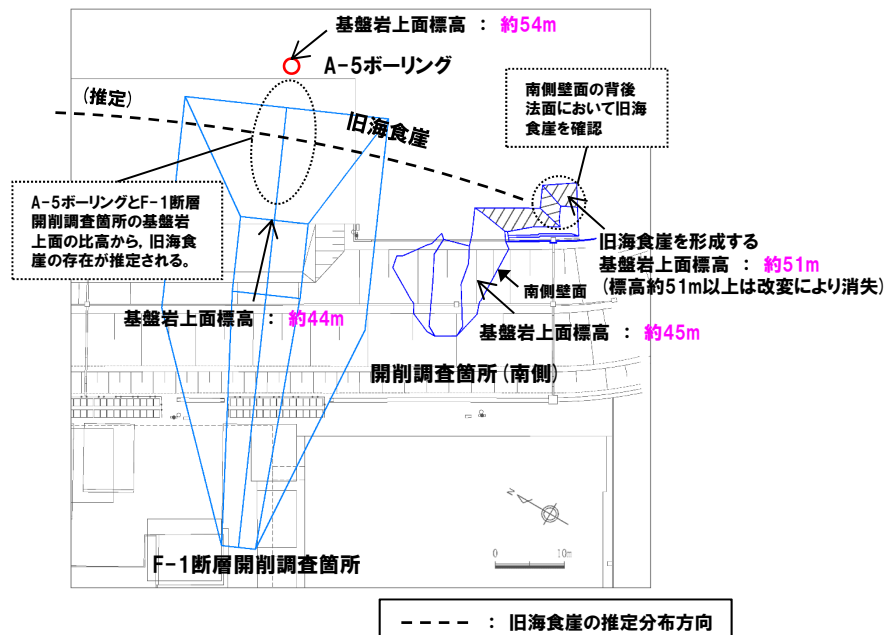 基盤岩上面標高 ： 約54m
A-5ボーリング
(推定)
旧海食崖
南側壁面の背後
法面において旧海
食崖を確認
A-5ボーリングとF-1断層
開削調査箇所の基盤岩
上面の比高から，旧海食
崖の存在が推定される。
旧海食崖を形成する
基盤岩上面標高 ： 約51m
(標高約51m以上は改変により消失)
南側壁面
基盤岩上面標高 ： 約44m
基盤岩上面標高 ： 約45m
開削調査箇所(南側)
N
0 10m
F-1断層開削調査箇所
： 旧海食崖の推定分布方向